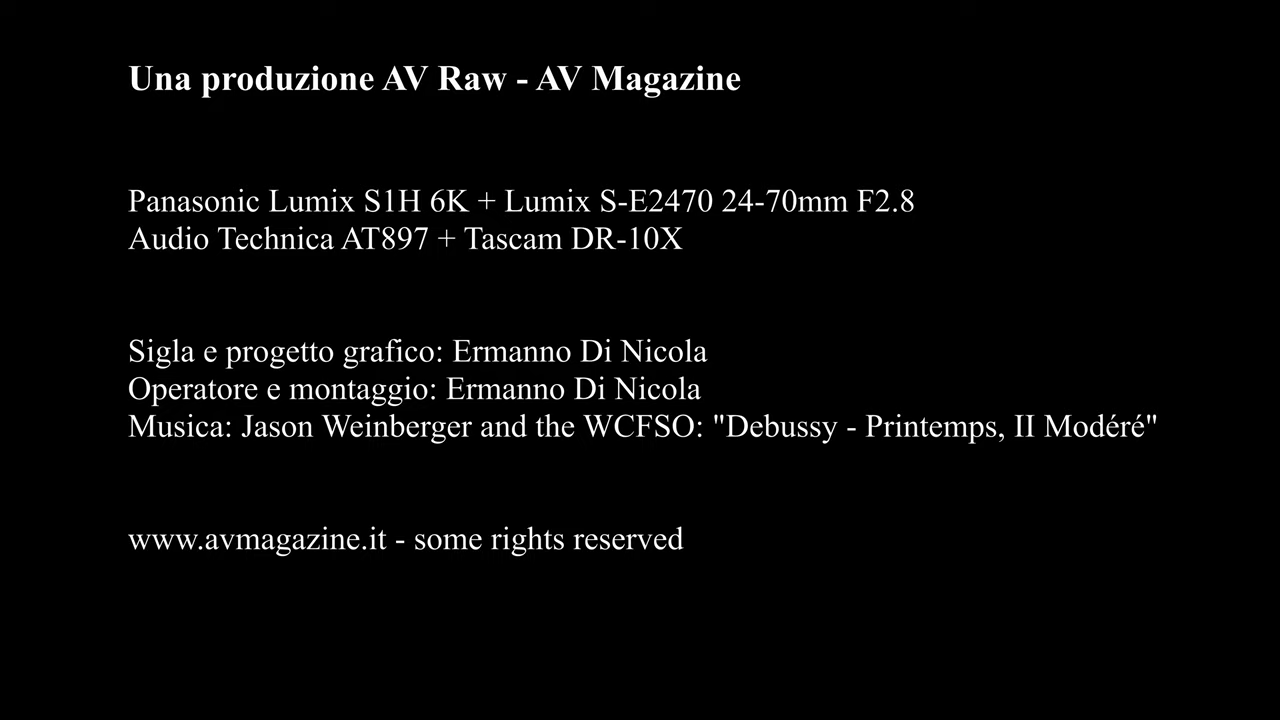 Una produzione AV Raw - AV Magazine
Panasonic Lumix S1H 6K + Lumix S-E2470 24-70mm F2.8
Audio Technica AT897 + Tascam DR-10X
Sigla e progetto grafico: Ermanno Di Nicola
Operatore e montaggio: Ermanno Di Nicola
Musica: Jason Weinberger and the WCFSO: "Debussy - Printemps, II Modéré"
www.avmagazine.it - some rights reserved